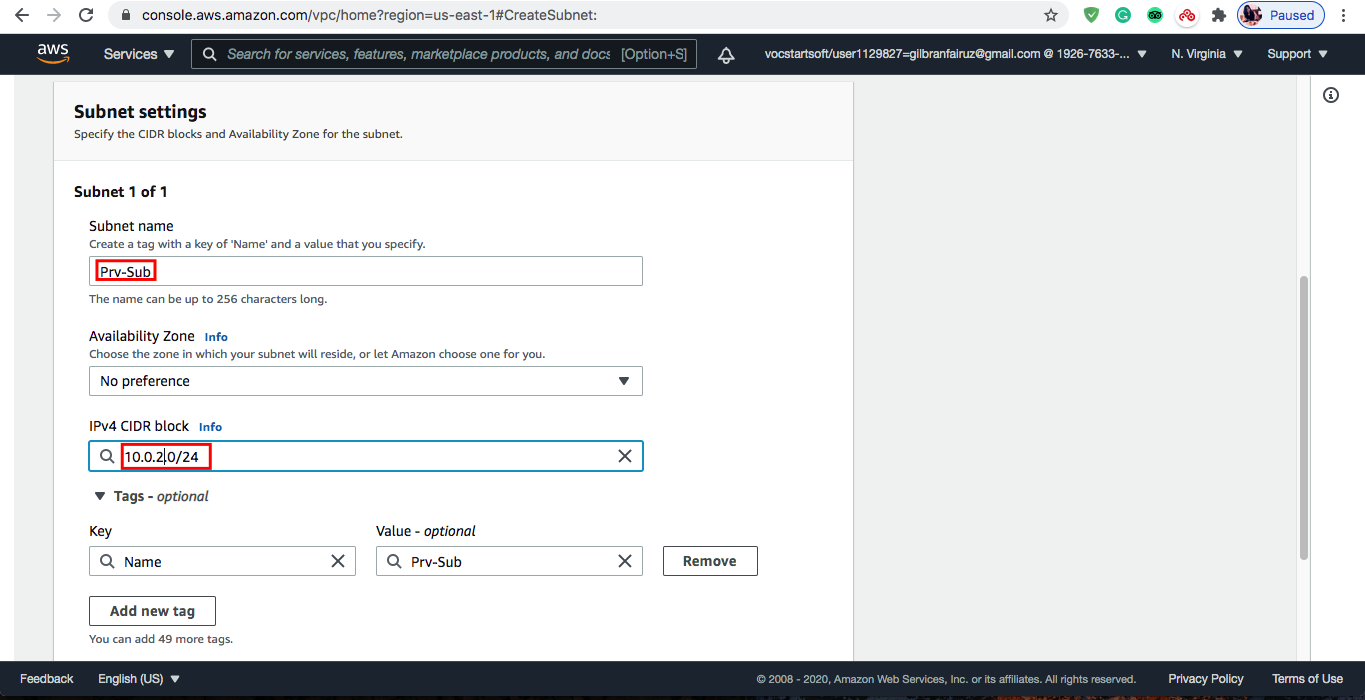 console.aws.amazon.com/vpc/home?region=us-east-1#CreateSubnet:
Paused
aws
Services
Search for services, features, marketplace products, and docs [Option+S]
vocstartsoft/user1129827=gilbranfairuz@gmail.com @ 1926-7633-...
N. Virginia
Support
Subnet settings
Specify the CIDR blocks and Availability Zone for the subnet.
Subnet 1 of 1
Subnet name
Create a tag with a key of 'Name' and a value that you specify.
Prv-Sub
The name can be up to 256 characters long.
Availability Zone Info
Choose the zone in which your subnet will reside, or let Amazon choose one for you.
No preference
IPv4 CIDR block Info
10.0.2.0/24
Tags - optional
Key Value - optional
Name Prv-Sub Remove
Add new tag
You can add 49 more tags.
Feedback English (US) © 2008 - 2020, Amazon Web Services, Inc. or its affiliates. All rights reserved. Privacy Policy Terms of Use